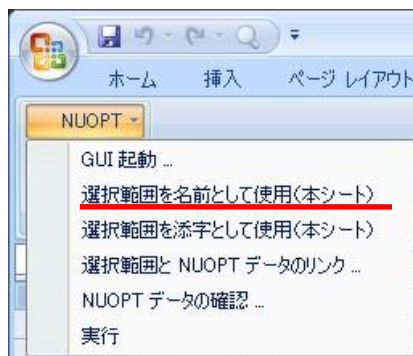 ホーム 挿入 ページ レイアウト
NUOPT
GUI 起動 ...
選択範囲を名前として使用(本シート)
選択範囲を添字として使用(本シート)
選択範囲と NUOPT データのリンク ...
NUOPT データの確認 ...
実行